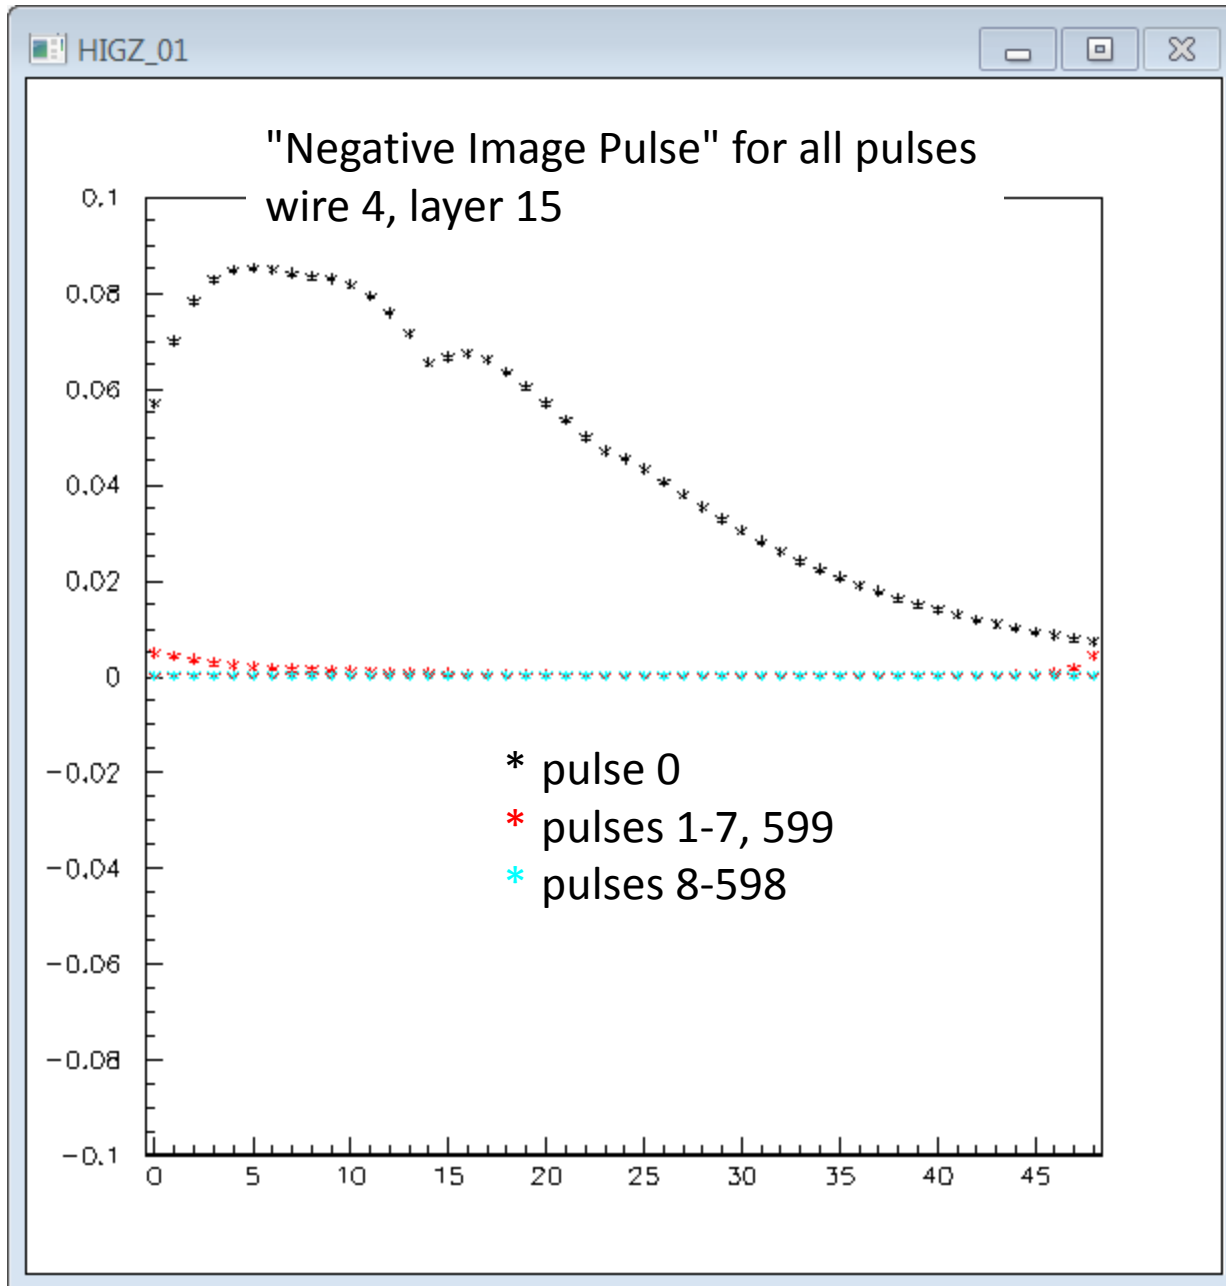 HIGZ_01
"Negative Image Pulse" for all pulses
wire 4, layer 15
0.1
0.08
0.06
0.04
0.02
0
-0.02
-0.04
-0.06
-0.08
-0.1
* pulse 0
* pulses 1-7, 599
* pulses 8-598
0 5 10 15 20 25 30 35 40 45